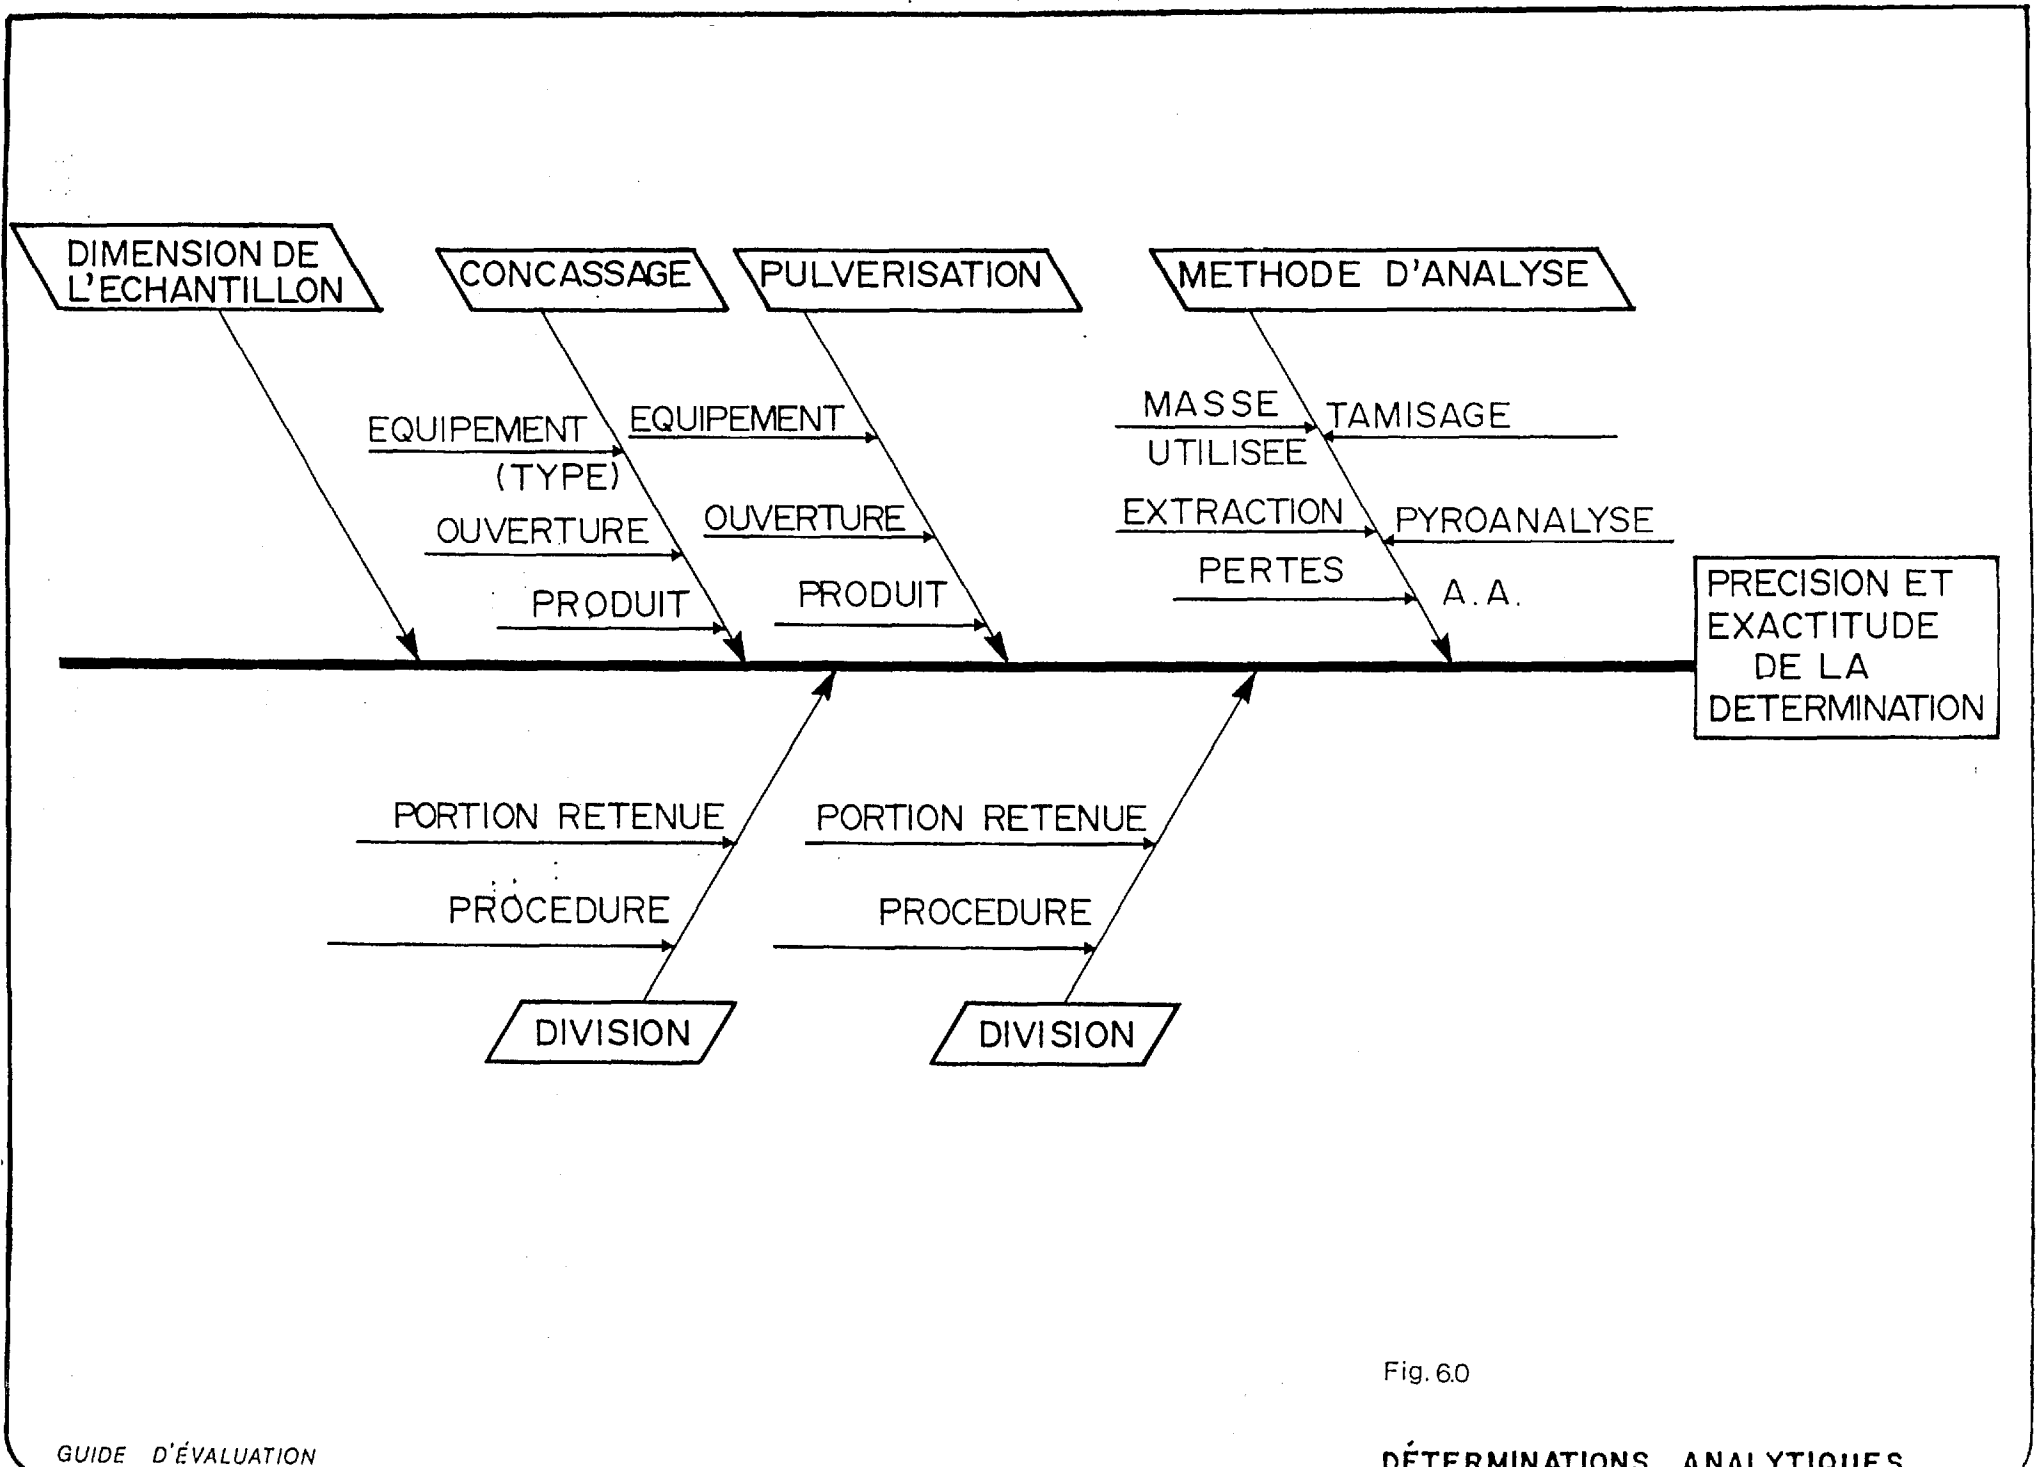 DIMENSION DE
L'ECHANTILLON
CONCASSAGE
PULVERISATION
METHODE D'ANALYSE
EQUIPEMENT
(TYPE)
OUVERTURE
PRODUIT
EQUIPEMENT
OUVERTURE
PRODUIT
MASSE
UTILISEE
TAMISAGE
EXTRACTION
PYROANALYSE
PERTES
A.A.
PRECISION ET
EXACTITUDE
DE LA
DETERMINATION
PORTION RETENUE
PROCEDURE
DIVISION
PORTION RETENUE
PROCEDURE
DIVISION
Fig. 6.0
GUIDE D'ÉVALUATION
DÉTERMINATIONS ANALYTIQUES